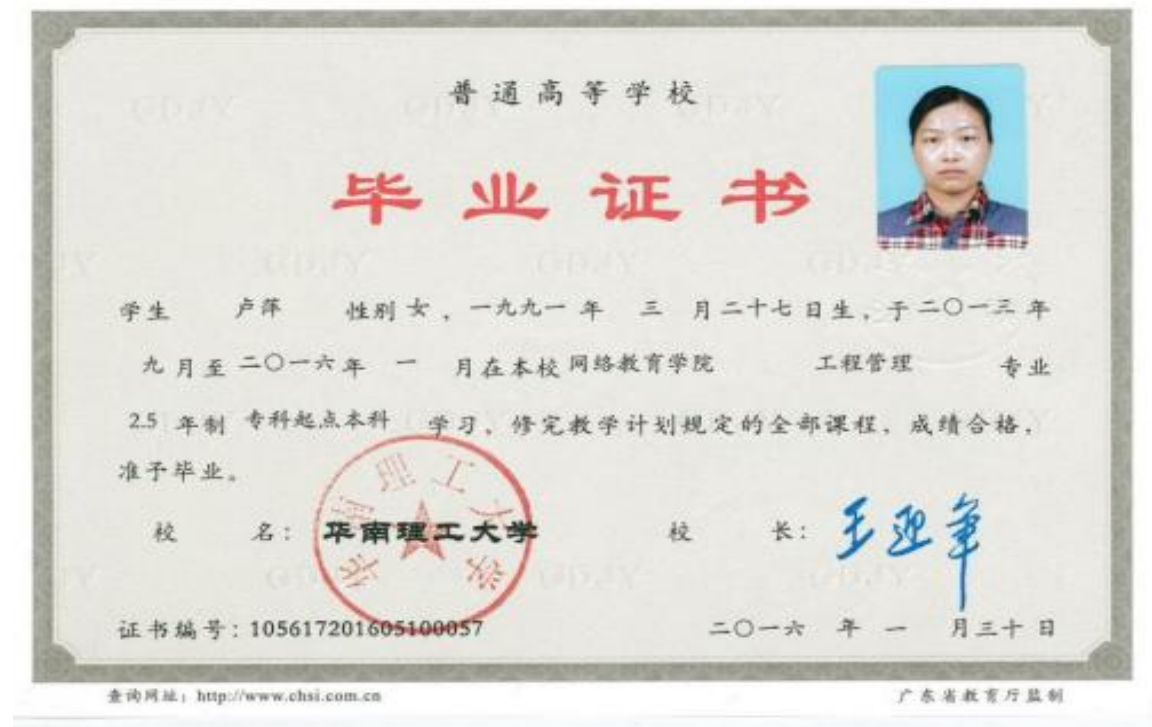 普通高等学校
毕业证书
学生 卢萍 性别 女，一九九一 年 三 月二十七日生，于二〇一三年
九月至二〇一六年 一 月在本校 网络教育学院 工程管理 专业
2.5 年制 专科起点本科 学习，修完教学计划规定的全部课程，成绩合格，
准予毕业。
华南理工大学
校 名：华南理工大学 校 长：王迎军
证书编号：105617201605100057 二〇一六 年 一 月三十日
查询网址：http://www.chsi.com.cn 广东省教育厅监制